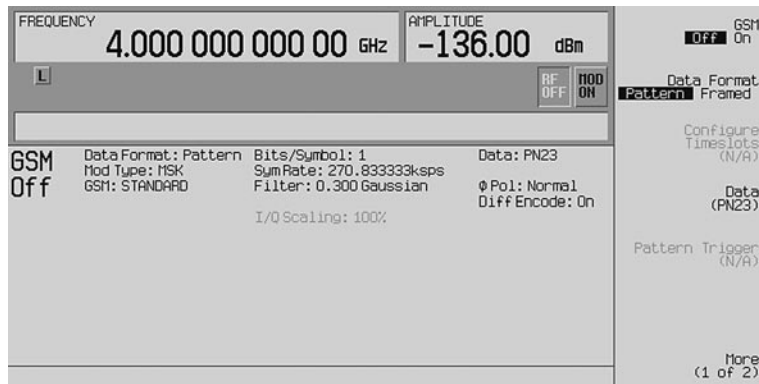 FREQUENCY
4.000 000 000 00 GHz
AMPLITUDE
-136.00 dBm
L
RF OFF
MOD ON
GSM Off
Data Format: Pattern
Mod Type: MSK
GSM: STANDARD
Bits/Symbol: 1
Sym Rate: 270.833333ksps
Filter: 0.300 Gaussian
I/Q Scaling: 100%
Data: PN23
ϕ Pol: Normal
Diff Encode: On
GSM
Off On
Data Format
Pattern Framed
Configure
Timeslots
(N/A)
Data
(PN23)
Pattern Trigger
(N/A)
More
(1 of 2)